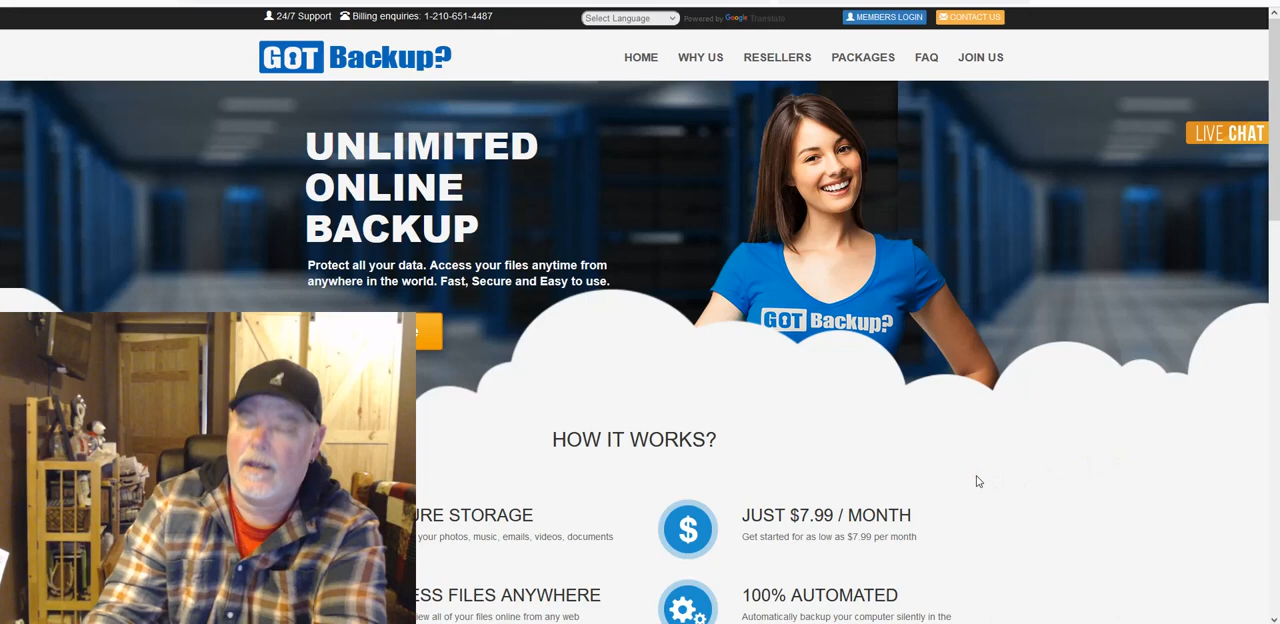 24/7 Support Billing enquiries: 1-210-651-4487
Select Language
Powered by Google Translate
MEMBERS LOGIN
CONTACT US
GOT Backup?
HOME WHY US RESELLERS PACKAGES FAQ JOIN US
LIVE CHAT
UNLIMITED
ONLINE
BACKUP
Protect all your data. Access your files anytime from
anywhere in the world. Fast, Secure and Easy to use.
GOT Backup?
HOW IT WORKS?
URE STORAGE
your photos, music, emails, videos, documents
$
JUST $7.99 / MONTH
Get started for as low as $7.99 per month
ESS FILES ANYWHERE
iew all of your files online from any web
100% AUTOMATED
Automatically backup your computer silently in the